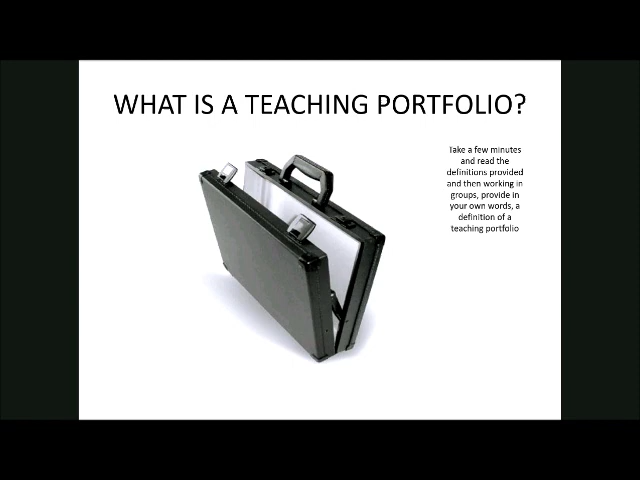 WHAT IS A TEACHING PORTFOLIO?
Take a few minutes
and read the
definitions provided
and then working in
groups, provide in
your own words, a
definition of a
teaching portfolio